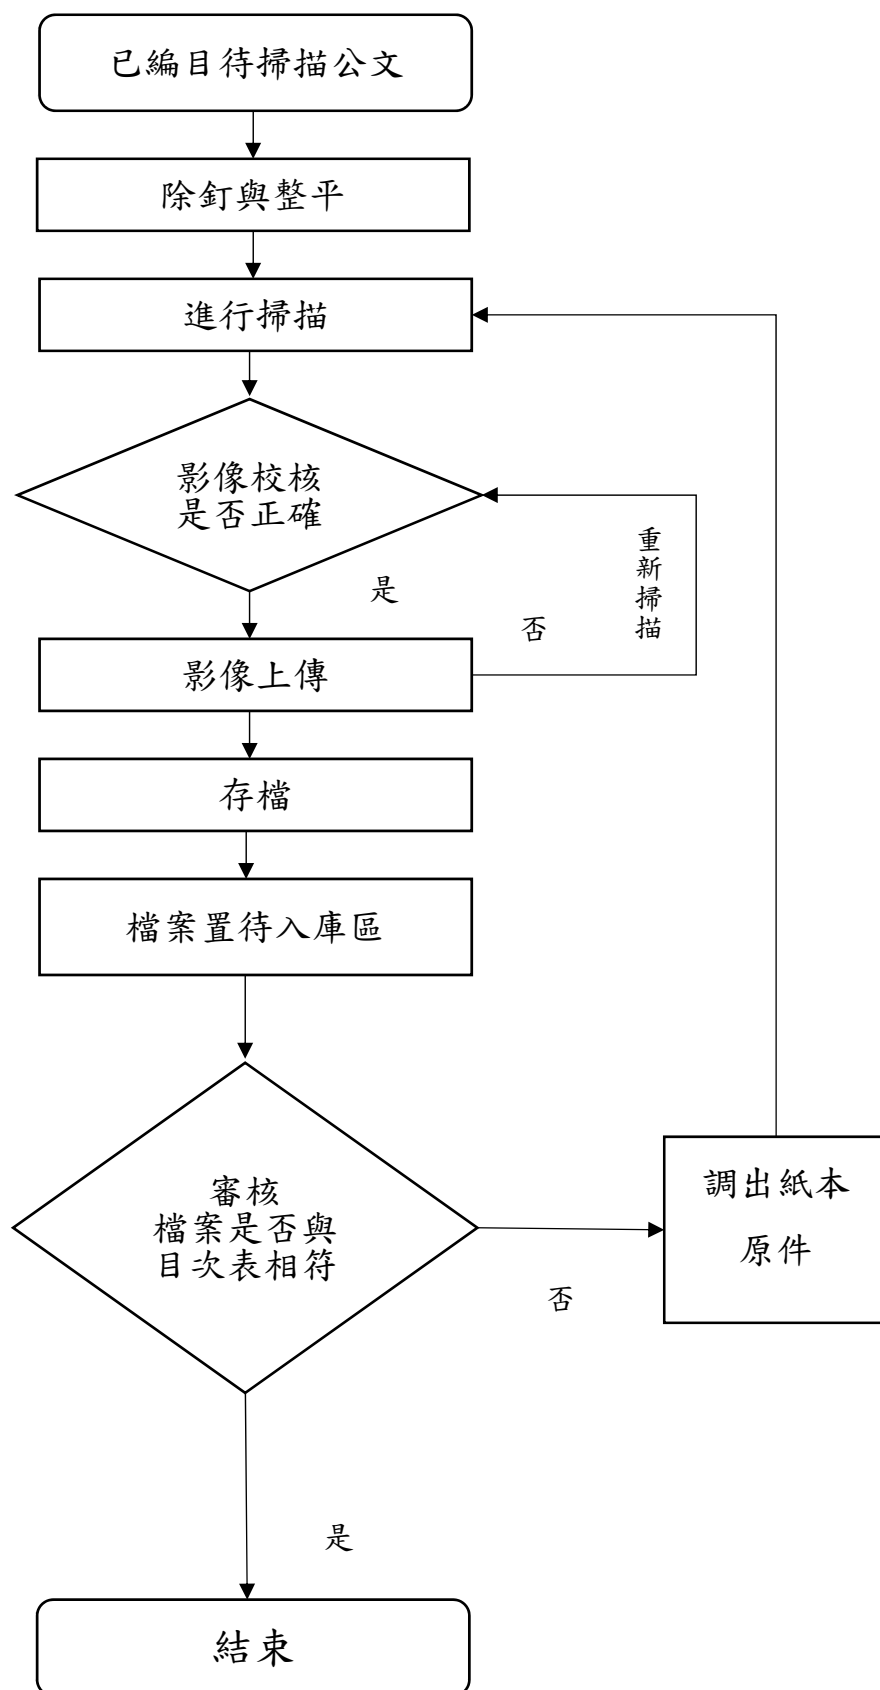 已編目待掃描公文
除釘與整平
進行掃描
影像校核
是否正確
是
否
重新掃描
影像上傳
存檔
檔案置待入庫區
審核
檔案是否與
目次表相符
否
調出紙本
原件
是
結束